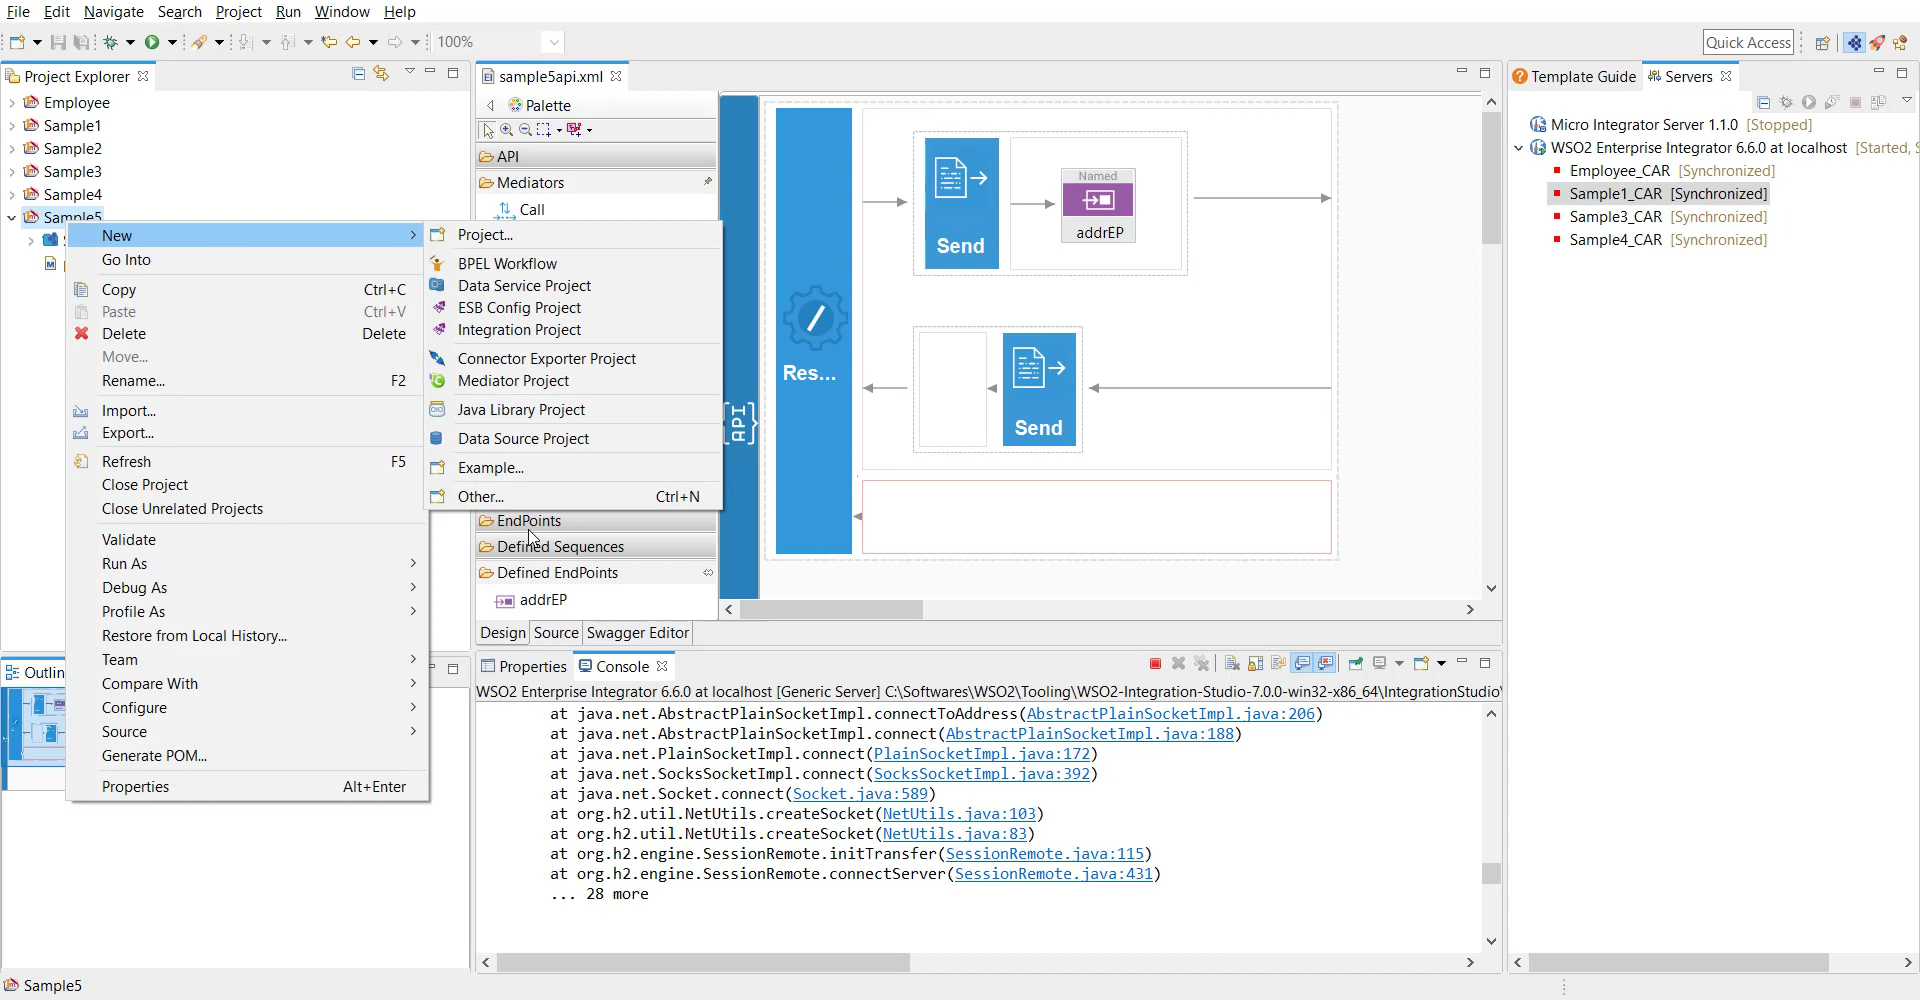 File Edit Navigate Search Project Run Window Help
100%
Quick Access
Project Explorer
Employee
Sample1
Sample2
Sample3
Sample4
Sample5
New
Go Into
Copy Ctrl+C
Paste Ctrl+V
Delete Delete
Move...
Rename... F2
Import...
Export...
Refresh F5
Close Project
Close Unrelated Projects
Validate
Run As
Debug As
Profile As
Restore from Local History...
Team
Compare With
Configure
Source
Generate POM...
Properties Alt+Enter
Project...
BPEL Workflow
Data Service Project
ESB Config Project
Integration Project
Connector Exporter Project
Mediator Project
Java Library Project
Data Source Project
Example...
Other... Ctrl+N
sample5api.xml
Palette
API
Mediators
Call
EndPoints
Defined Sequences
Defined EndPoints
addrEP
Design Source Swagger Editor
{API}
Res...
Send
Named
addrEP
Send
Template Guide Servers
Micro Integrator Server 1.1.0 [Stopped]
WSO2 Enterprise Integrator 6.6.0 at localhost [Started, S
Employee_CAR [Synchronized]
Sample1_CAR [Synchronized]
Sample3_CAR [Synchronized]
Sample4_CAR [Synchronized]
Outlin
Properties Console
WSO2 Enterprise Integrator 6.6.0 at localhost [Generic Server] C:\Softwares\WSO2\Tooling\WSO2-Integration-Studio-7.0.0-win32-x86_64\IntegrationStudio\
at java.net.AbstractPlainSocketImpl.connectToAddress(AbstractPlainSocketImpl.java:206)
at java.net.AbstractPlainSocketImpl.connect(AbstractPlainSocketImpl.java:188)
at java.net.PlainSocketImpl.connect(PlainSocketImpl.java:172)
at java.net.SocksSocketImpl.connect(SocksSocketImpl.java:392)
at java.net.Socket.connect(Socket.java:589)
at org.h2.util.NetUtils.createSocket(NetUtils.java:103)
at org.h2.util.NetUtils.createSocket(NetUtils.java:83)
at org.h2.engine.SessionRemote.initTransfer(SessionRemote.java:115)
at org.h2.engine.SessionRemote.connectServer(SessionRemote.java:431)
... 28 more
Sample5